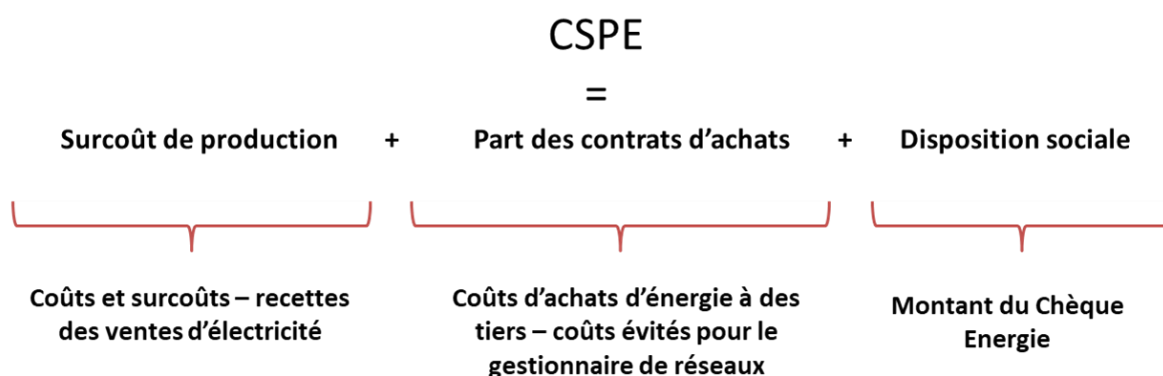 CSPE
=
Surcoût de production + Part des contrats d’achats + Disposition sociale
Coûts et surcoûts – recettes
des ventes d’électricité
Coûts d’achats d’énergie à des
tiers – coûts évités pour le
gestionnaire de réseaux
Montant du Chèque
Energie